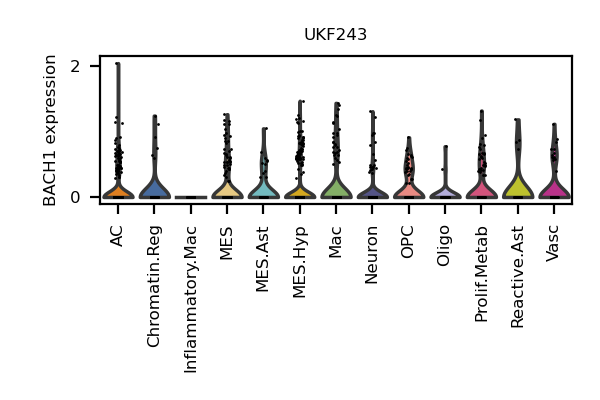 UKF243
BACH1 expression
2
0
AC
Chromatin.Reg
Inflammatory.Mac
MES
MES.Ast
MES.Hyp
Mac
Neuron
OPC
Oligo
Prolif.Metab
Reactive.Ast
Vasc